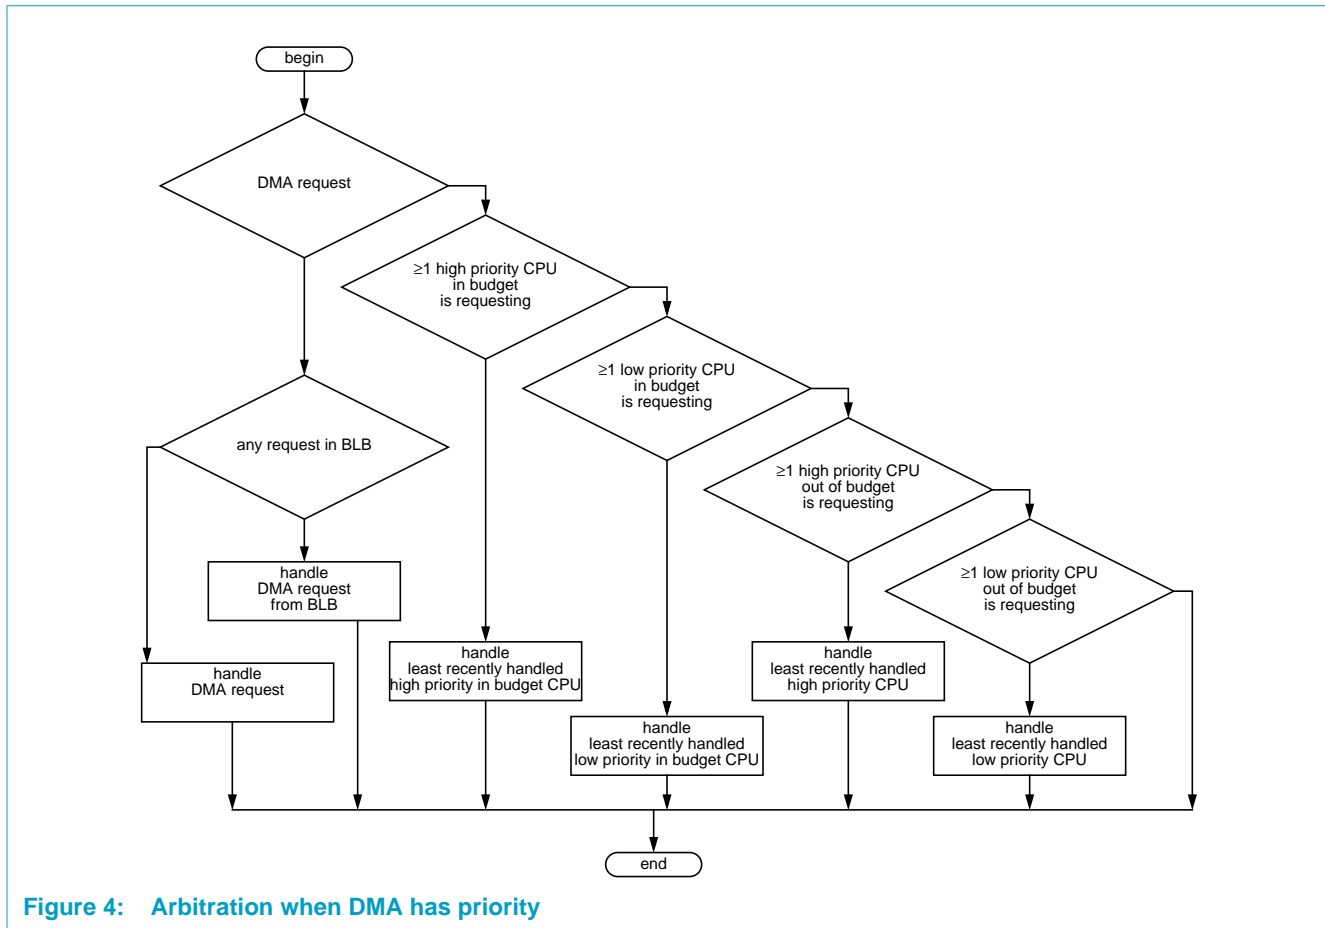 begin
DMA request
≥1 high priority CPU
in budget
is requesting
≥1 low priority CPU
in budget
is requesting
any request in BLB
≥1 high priority CPU
out of budget
is requesting
≥1 low priority CPU
out of budget
is requesting
handle
DMA request
from BLB
handle
DMA request
handle
least recently handled
high priority in budget CPU
handle
least recently handled
low priority in budget CPU
handle
least recently handled
high priority CPU
handle
least recently handled
low priority CPU
end
Figure 4: Arbitration when DMA has priority